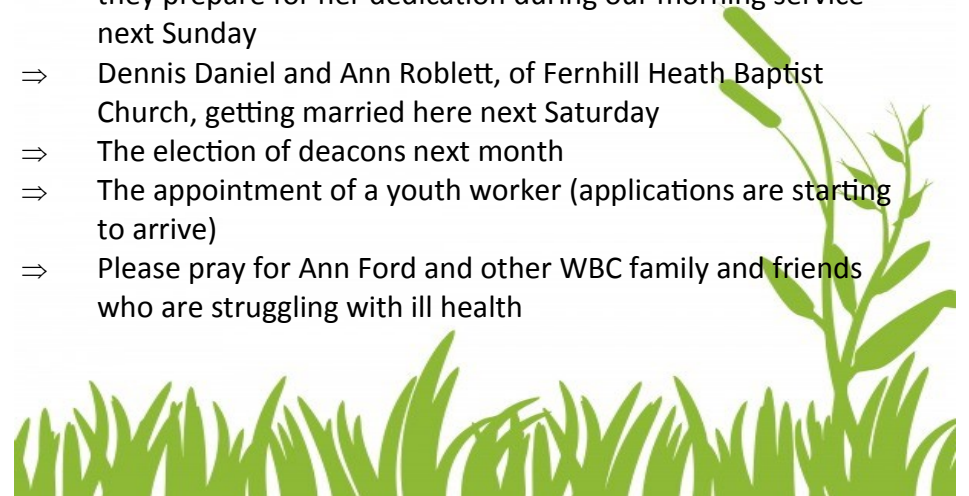 they prepare for her dedication during our morning service
next Sunday
⇒ Dennis Daniel and Ann Roblett, of Fernhill Heath Baptist
Church, getting married here next Saturday
⇒ The election of deacons next month
⇒ The appointment of a youth worker (applications are starting
to arrive)
⇒ Please pray for Ann Ford and other WBC family and friends
who are struggling with ill health